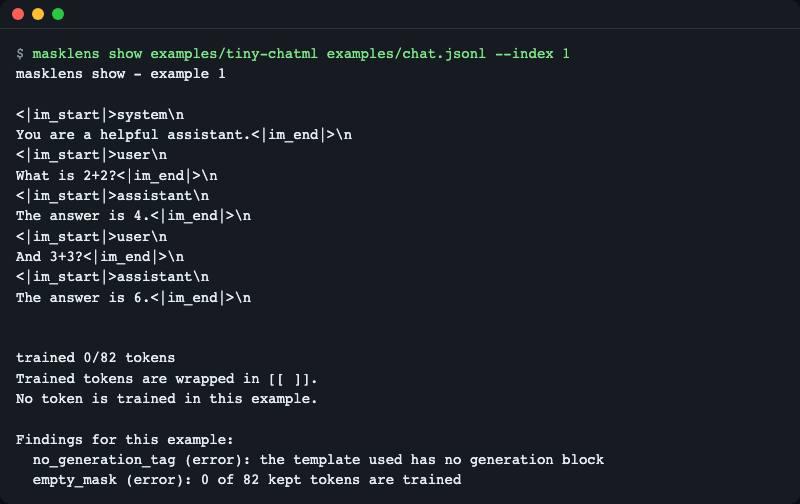 $ masklens show examples/tiny-chatml examples/chat.jsonl --index 1
masklens show - example 1
<|im_start|>system\n
You are a helpful assistant.<|im_end|>\n
<|im_start|>user\n
What is 2+2?<|im_end|>\n
<|im_start|>assistant\n
The answer is 4.<|im_end|>\n
<|im_start|>user\n
And 3+3?<|im_end|>\n
<|im_start|>assistant\n
The answer is 6.<|im_end|>\n
trained 0/82 tokens
Trained tokens are wrapped in [[ ]].
No token is trained in this example.
Findings for this example:
  no_generation_tag (error): the template used has no generation block
  empty_mask (error): 0 of 82 kept tokens are trained